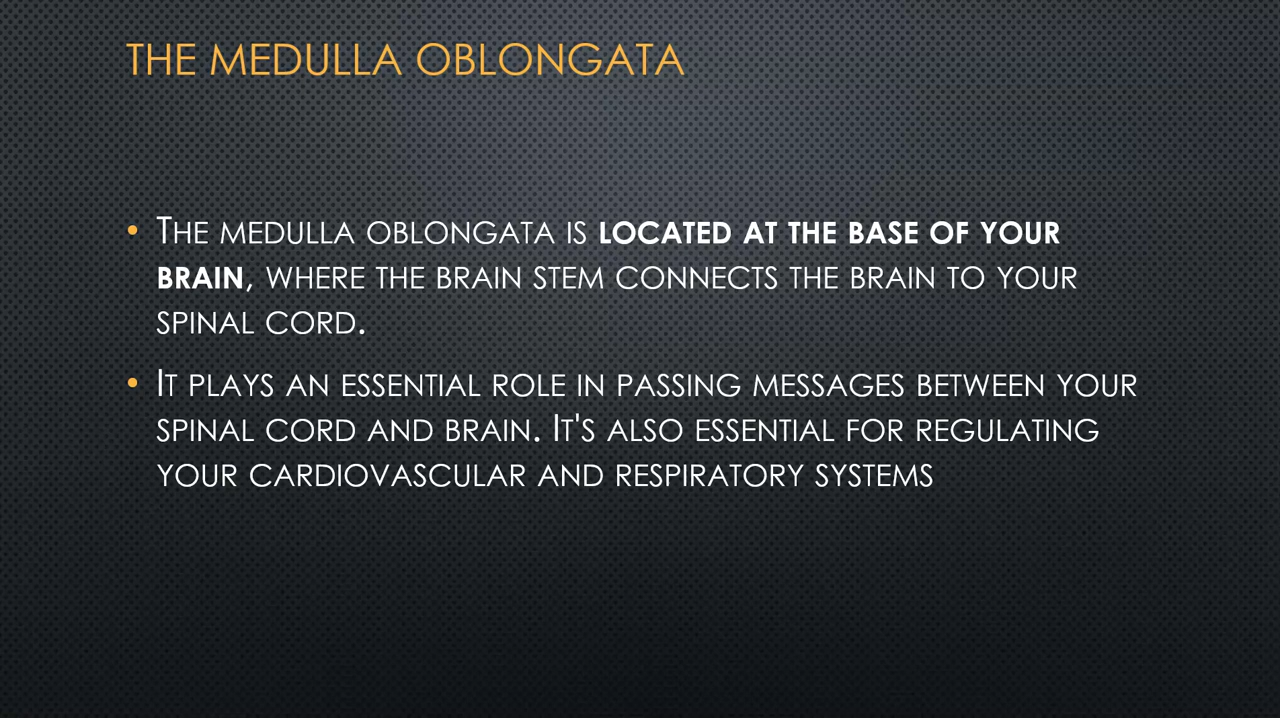 THE MEDULLA OBLONGATA
• THE MEDULLA OBLONGATA IS LOCATED AT THE BASE OF YOUR
BRAIN, WHERE THE BRAIN STEM CONNECTS THE BRAIN TO YOUR
SPINAL CORD.
• IT PLAYS AN ESSENTIAL ROLE IN PASSING MESSAGES BETWEEN YOUR
SPINAL CORD AND BRAIN. IT'S ALSO ESSENTIAL FOR REGULATING
YOUR CARDIOVASCULAR AND RESPIRATORY SYSTEMS